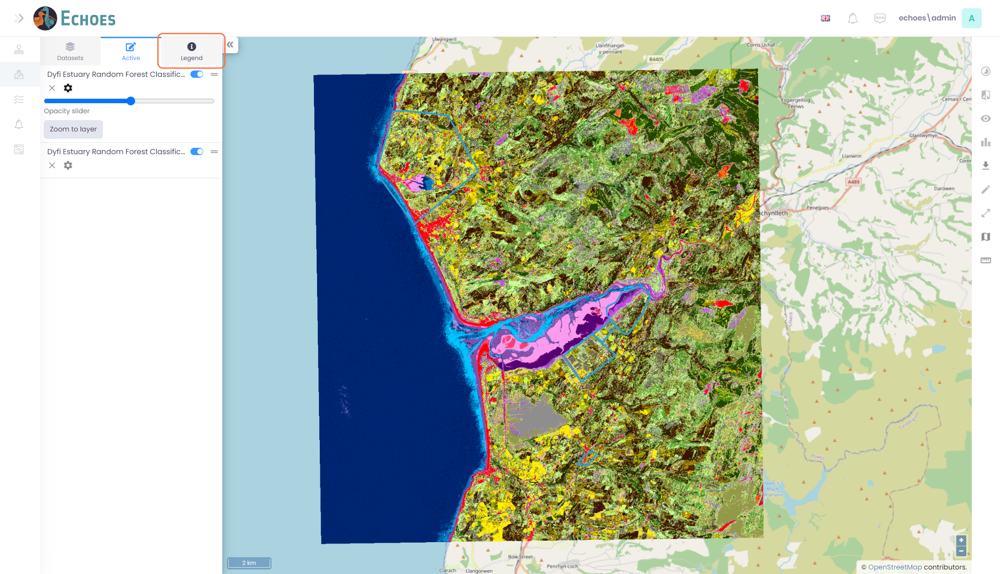 ECHOES
echoes\admin
A
Datasets
Active
Legend
Dyfi Estuary Random Forest Classific...
Opacity slider
Zoom to layer
Dyfi Estuary Random Forest Classific...
Llwyngwril
Llanfihangel-
y-pennant
B4405
Corris Uchaf
Gwynedd
Corris
Esgairgeiliog
Ceinws
Cemais / Cem
Glantwymyn
Llanwrin
Comm
A489
Darowen
Penegoes
chynlleth
Powys
Ceredigion
Powys
Nant-Y-
Moch
Reservoir
2 km
Bow Street
Penrhyn-coch
Clarach
Llangorwen
+
−
© OpenStreetMap contributors.